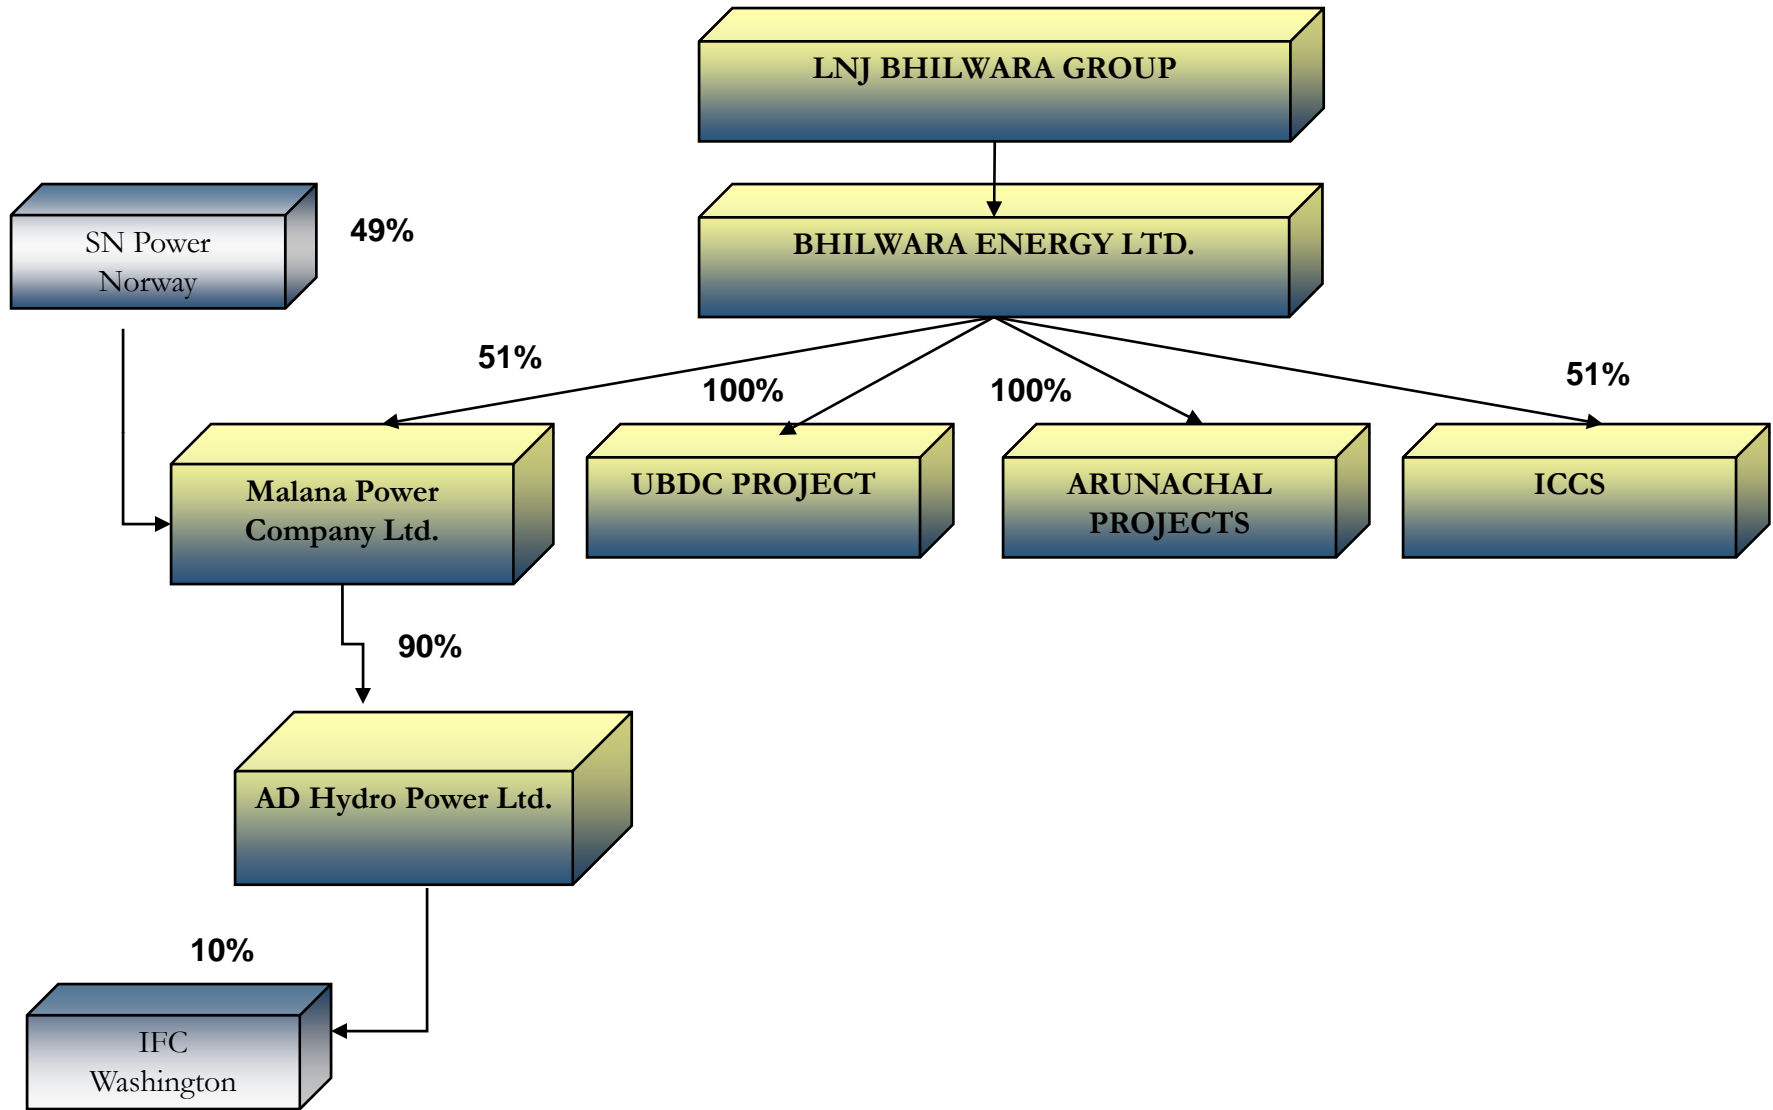 LNJ BHILWARA GROUP
SN Power
Norway
49%
BHILWARA ENERGY LTD.
51%
100%
100%
51%
Malana Power
Company Ltd.
UBDC PROJECT
ARUNACHAL
PROJECTS
ICCS
90%
AD Hydro Power Ltd.
10%
IFC
Washington